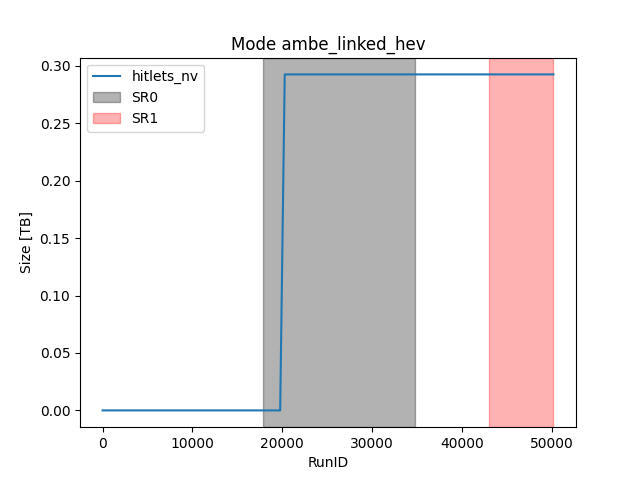 Mode ambe_linked_hev
hitlets_nv
SR0
SR1
0.30
0.25
0.20
0.15
0.10
0.05
0.00
Size [TB]
0 10000 20000 30000 40000 50000
RunID